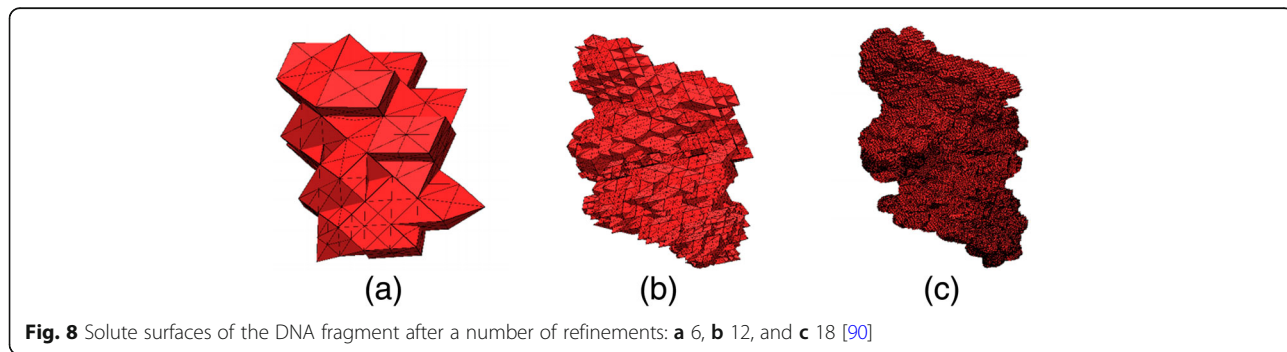 (a) (b) (c)
Fig. 8 Solute surfaces of the DNA fragment after a number of refinements: a 6, b 12, and c 18 [90]